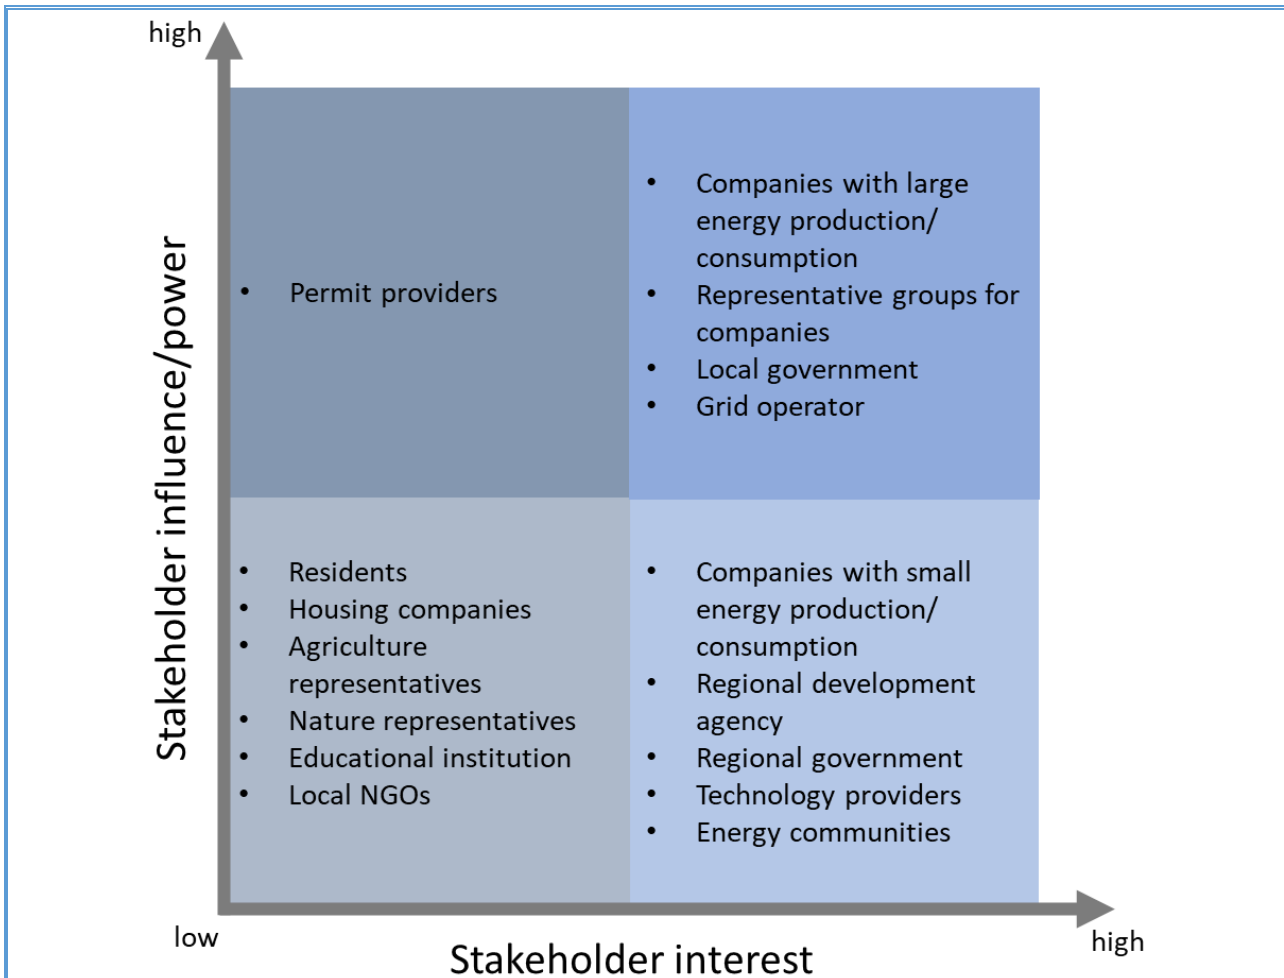 high
Stakeholder influence/power
• Permit providers
• Companies with large
energy production/
consumption
• Representative groups for
companies
• Local government
• Grid operator
• Residents
• Housing companies
• Agriculture
representatives
• Nature representatives
• Educational institution
• Local NGOs
• Companies with small
energy production/
consumption
• Regional development
agency
• Regional government
• Technology providers
• Energy communities
low
Stakeholder interest
high